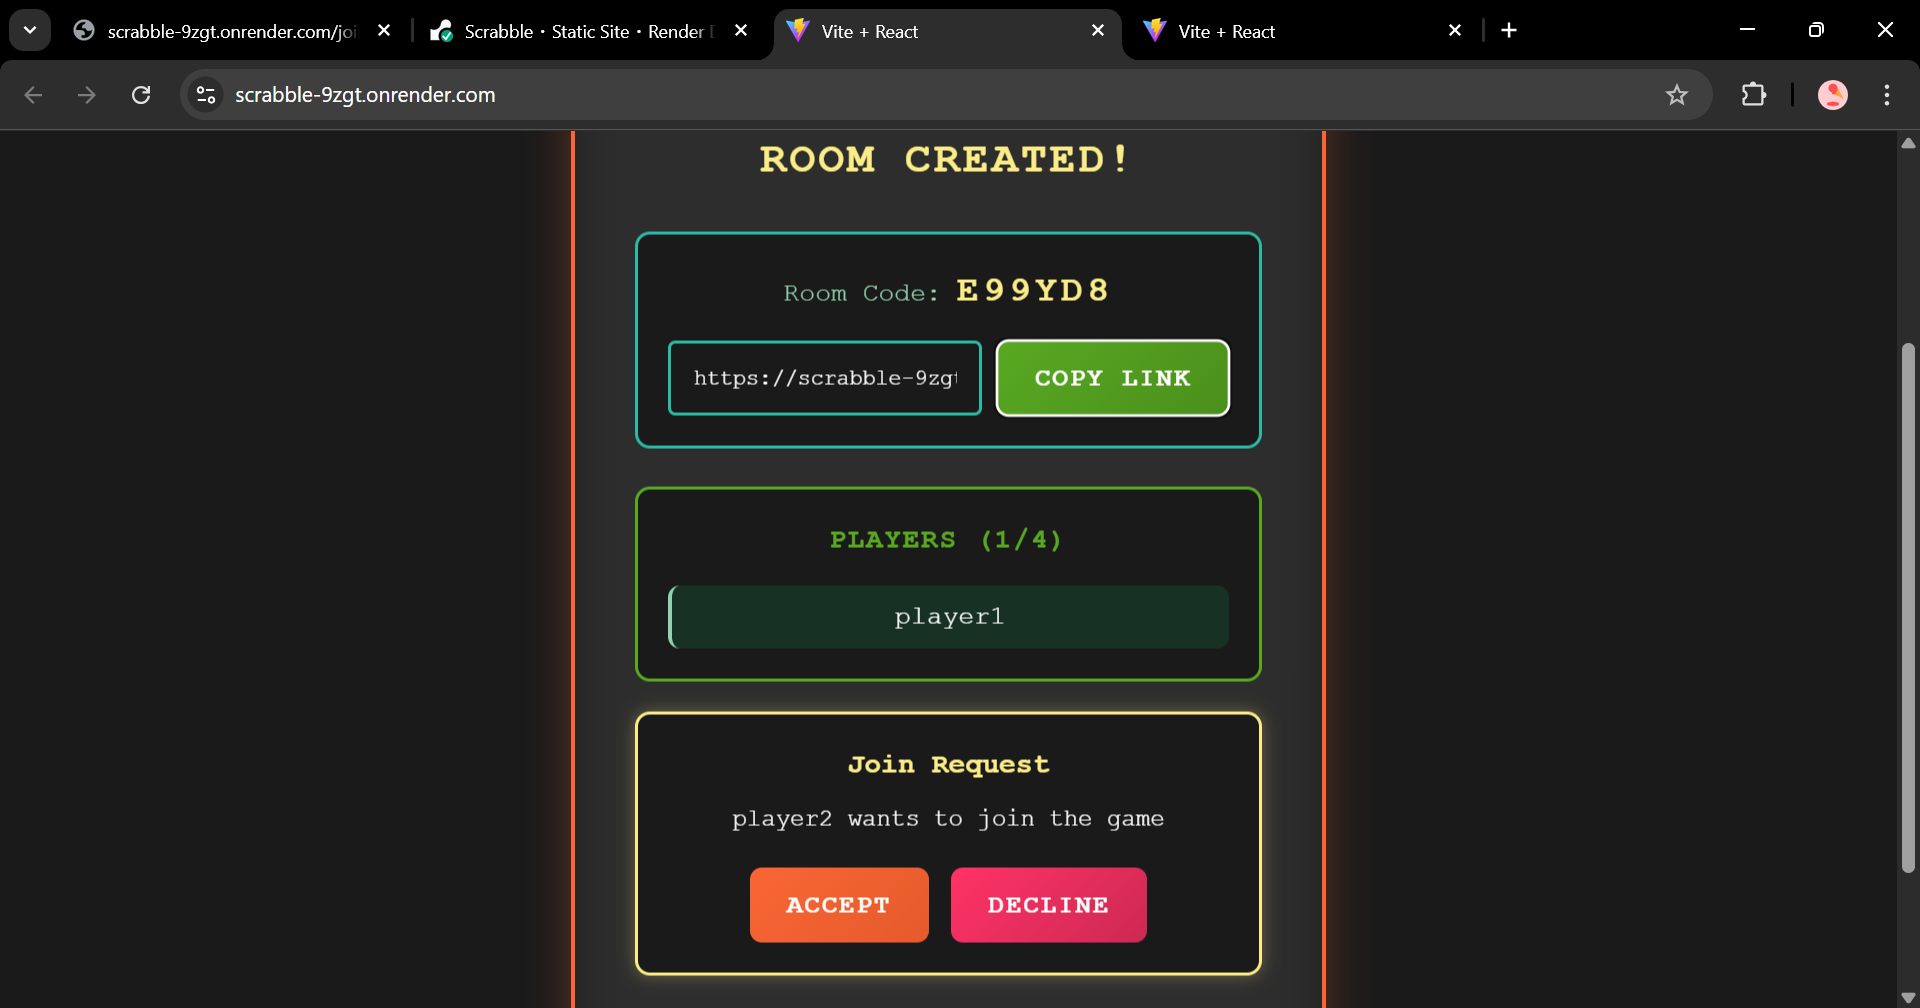 scrabble-9zgt.onrender.com/joi
Scrabble · Static Site · Render
Vite + React
Vite + React
scrabble-9zgt.onrender.com
ROOM CREATED!
Room Code: E99YD8
https://scrabble-9zgt
COPY LINK
PLAYERS (1/4)
player1
Join Request
player2 wants to join the game
ACCEPT
DECLINE